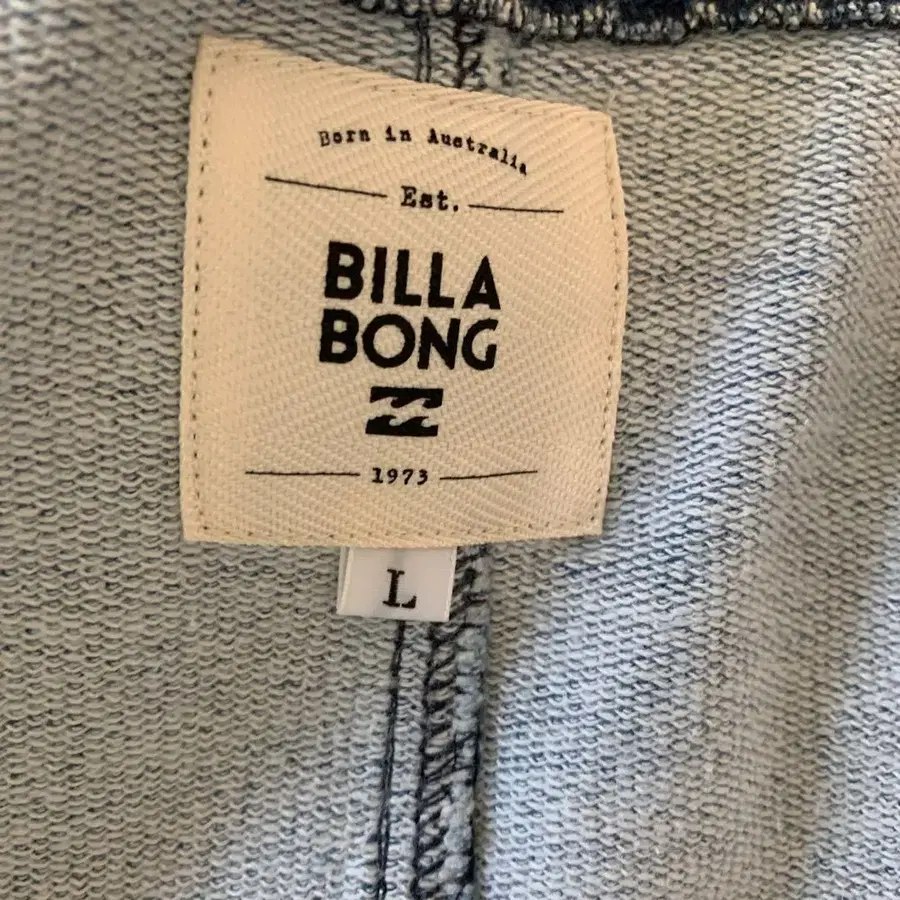 Born in Australia
Est.
BILLA
BONG
1973
L